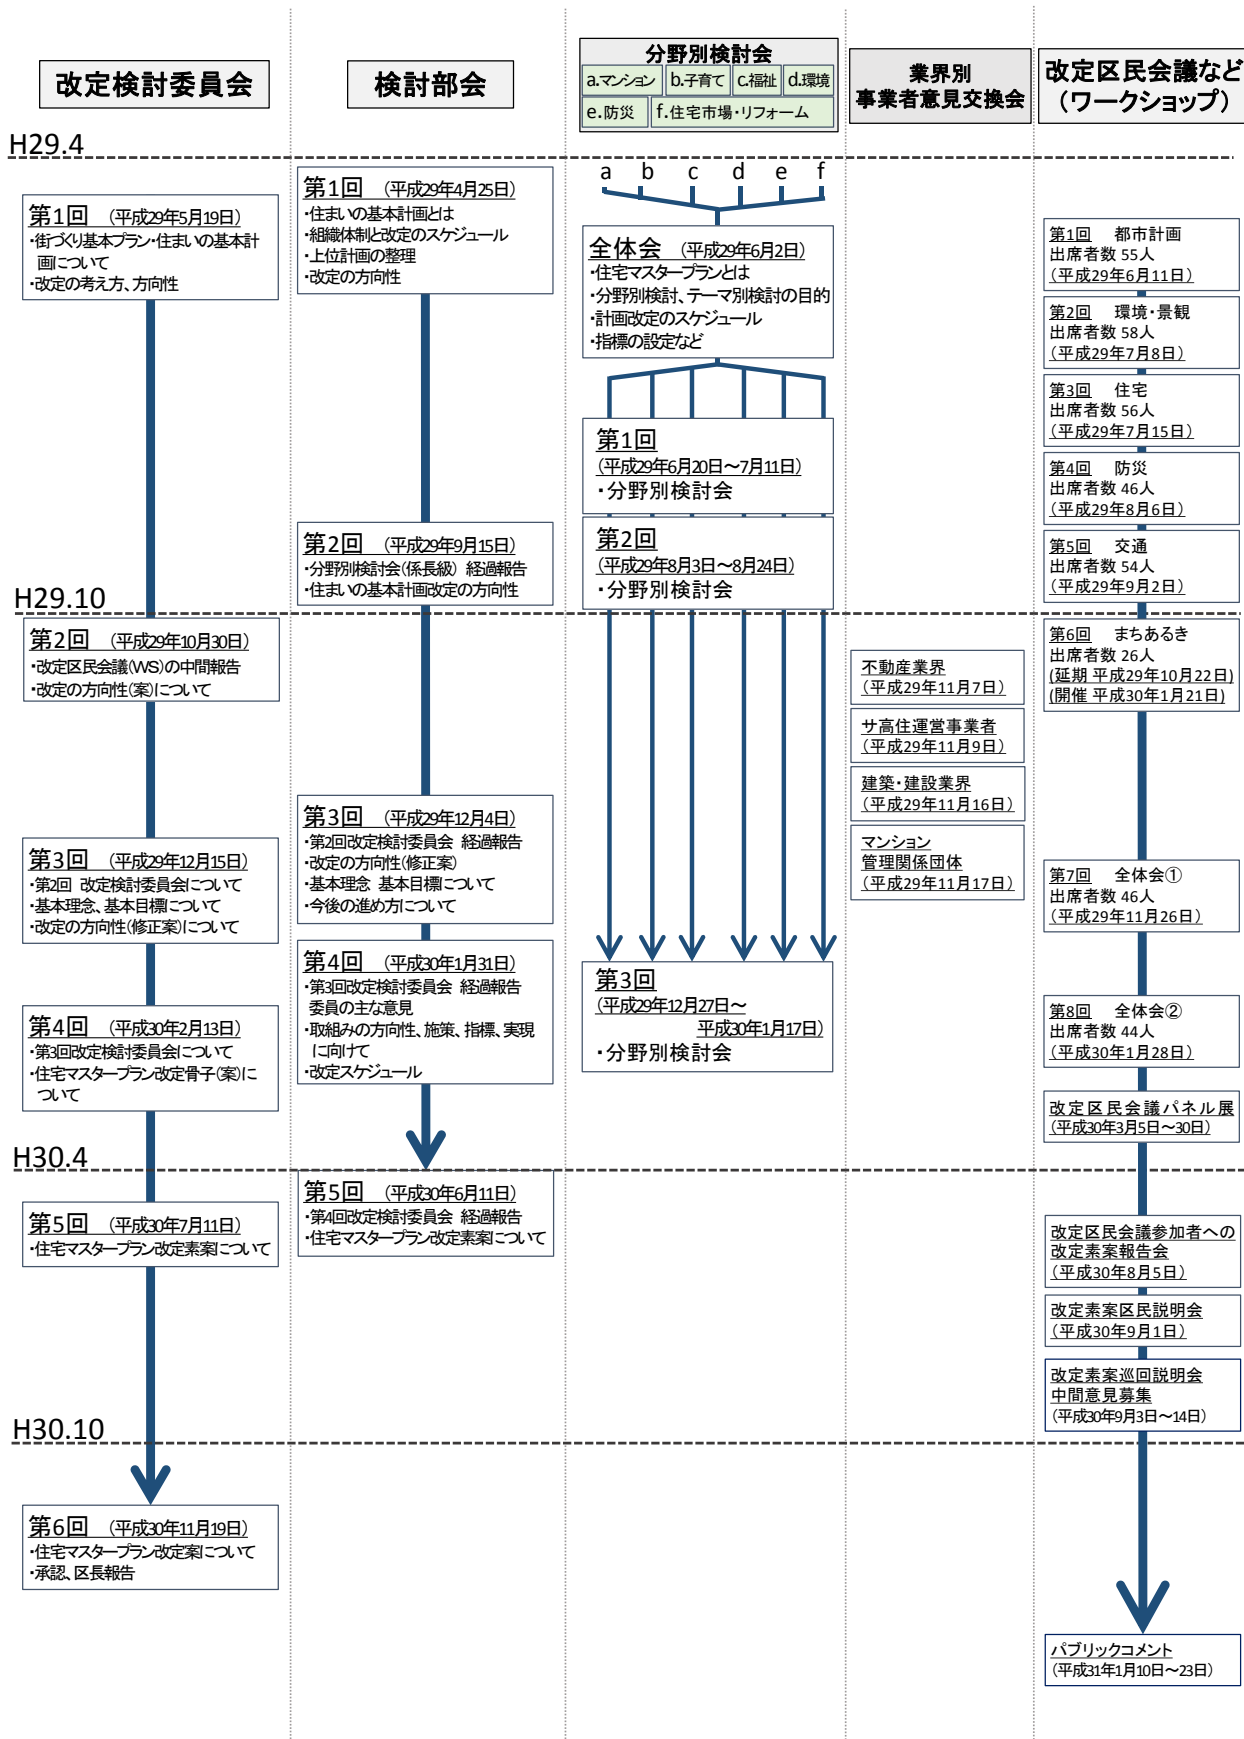 改定検討委員会
検討部会
分野別検討会
a.マンション
b.子育て
c.福祉
d.環境
e.防災
f.住宅市場・リフォーム
業界別
事業者意見交換会
改定区民会議など
（ワークショップ）
H29.4
第1回　（平成29年5月19日）
・街づくり基本プラン・住まいの基本計
画について
・改定の考え方、方向性
第1回　（平成29年4月25日）
・住まいの基本計画とは
・組織体制と改定のスケジュール
・上位計画の整理
・改定の方向性
a b c d e f
全体会　（平成29年6月2日）
・住宅マスタープランとは
・分野別検討、テーマ別検討の目的
・計画改定のスケジュール
・指標の設定など
第1回
（平成29年6月20日～7月11日）
・分野別検討会
第2回　（平成29年9月15日）
・分野別検討会（係長級） 経過報告
・住まいの基本計画改定の方向性
第2回
（平成29年8月3日～8月24日）
・分野別検討会
第1回　都市計画
出席者数 55人
（平成29年6月11日）
第2回　環境・景観
出席者数 58人
（平成29年7月8日）
第3回　住宅
出席者数 56人
（平成29年7月15日）
第4回　防災
出席者数 46人
（平成29年8月6日）
第5回　交通
出席者数 54人
（平成29年9月2日）
H29.10
第2回　（平成29年10月30日）
・改定区民会議（WS）の中間報告
・改定の方向性（案）について
不動産業界
（平成29年11月7日）
サ高住運営事業者
（平成29年11月9日）
建築・建設業界
（平成29年11月16日）
マンション
管理関係団体
（平成29年11月17日）
第6回　まちあるき
出席者数 26人
(延期 平成29年10月22日)
(開催 平成30年1月21日)
第3回　（平成29年12月15日）
・第2回 改定検討委員会について
・基本理念、基本目標について
・改定の方向性（修正案）について
第3回　（平成29年12月4日）
・第2回改定検討委員会 経過報告
・改定の方向性（修正案）
・基本理念 基本目標について
・今後の進め方について
第7回　全体会①
出席者数 46人
（平成29年11月26日）
第4回　（平成30年2月13日）
・第3回改定検討委員会について
・住宅マスタープラン改定骨子（案）に
ついて
第4回　（平成30年1月31日）
・第3回改定検討委員会 経過報告
委員の主な意見
・取組みの方向性、施策、指標、実現
に向けて
・改定スケジュール
第3回
（平成29年12月27日～
平成30年1月17日）
・分野別検討会
第8回　全体会②
出席者数 44人
（平成30年1月28日）
改定区民会議パネル展
（平成30年3月5日～30日）
H30.4
第5回　（平成30年7月11日）
・住宅マスタープラン改定素案について
第5回　（平成30年6月11日）
・第4回改定検討委員会 経過報告
・住宅マスタープラン改定素案について
改定区民会議参加者への
改定素案報告会
（平成30年8月5日）
改定素案区民説明会
（平成30年9月1日）
改定素案巡回説明会
中間意見募集
（平成30年9月3日～14日）
H30.10
第6回　（平成30年11月19日）
・住宅マスタープラン改定案について
・承認、区長報告
パブリックコメント
（平成31年1月10日～23日）